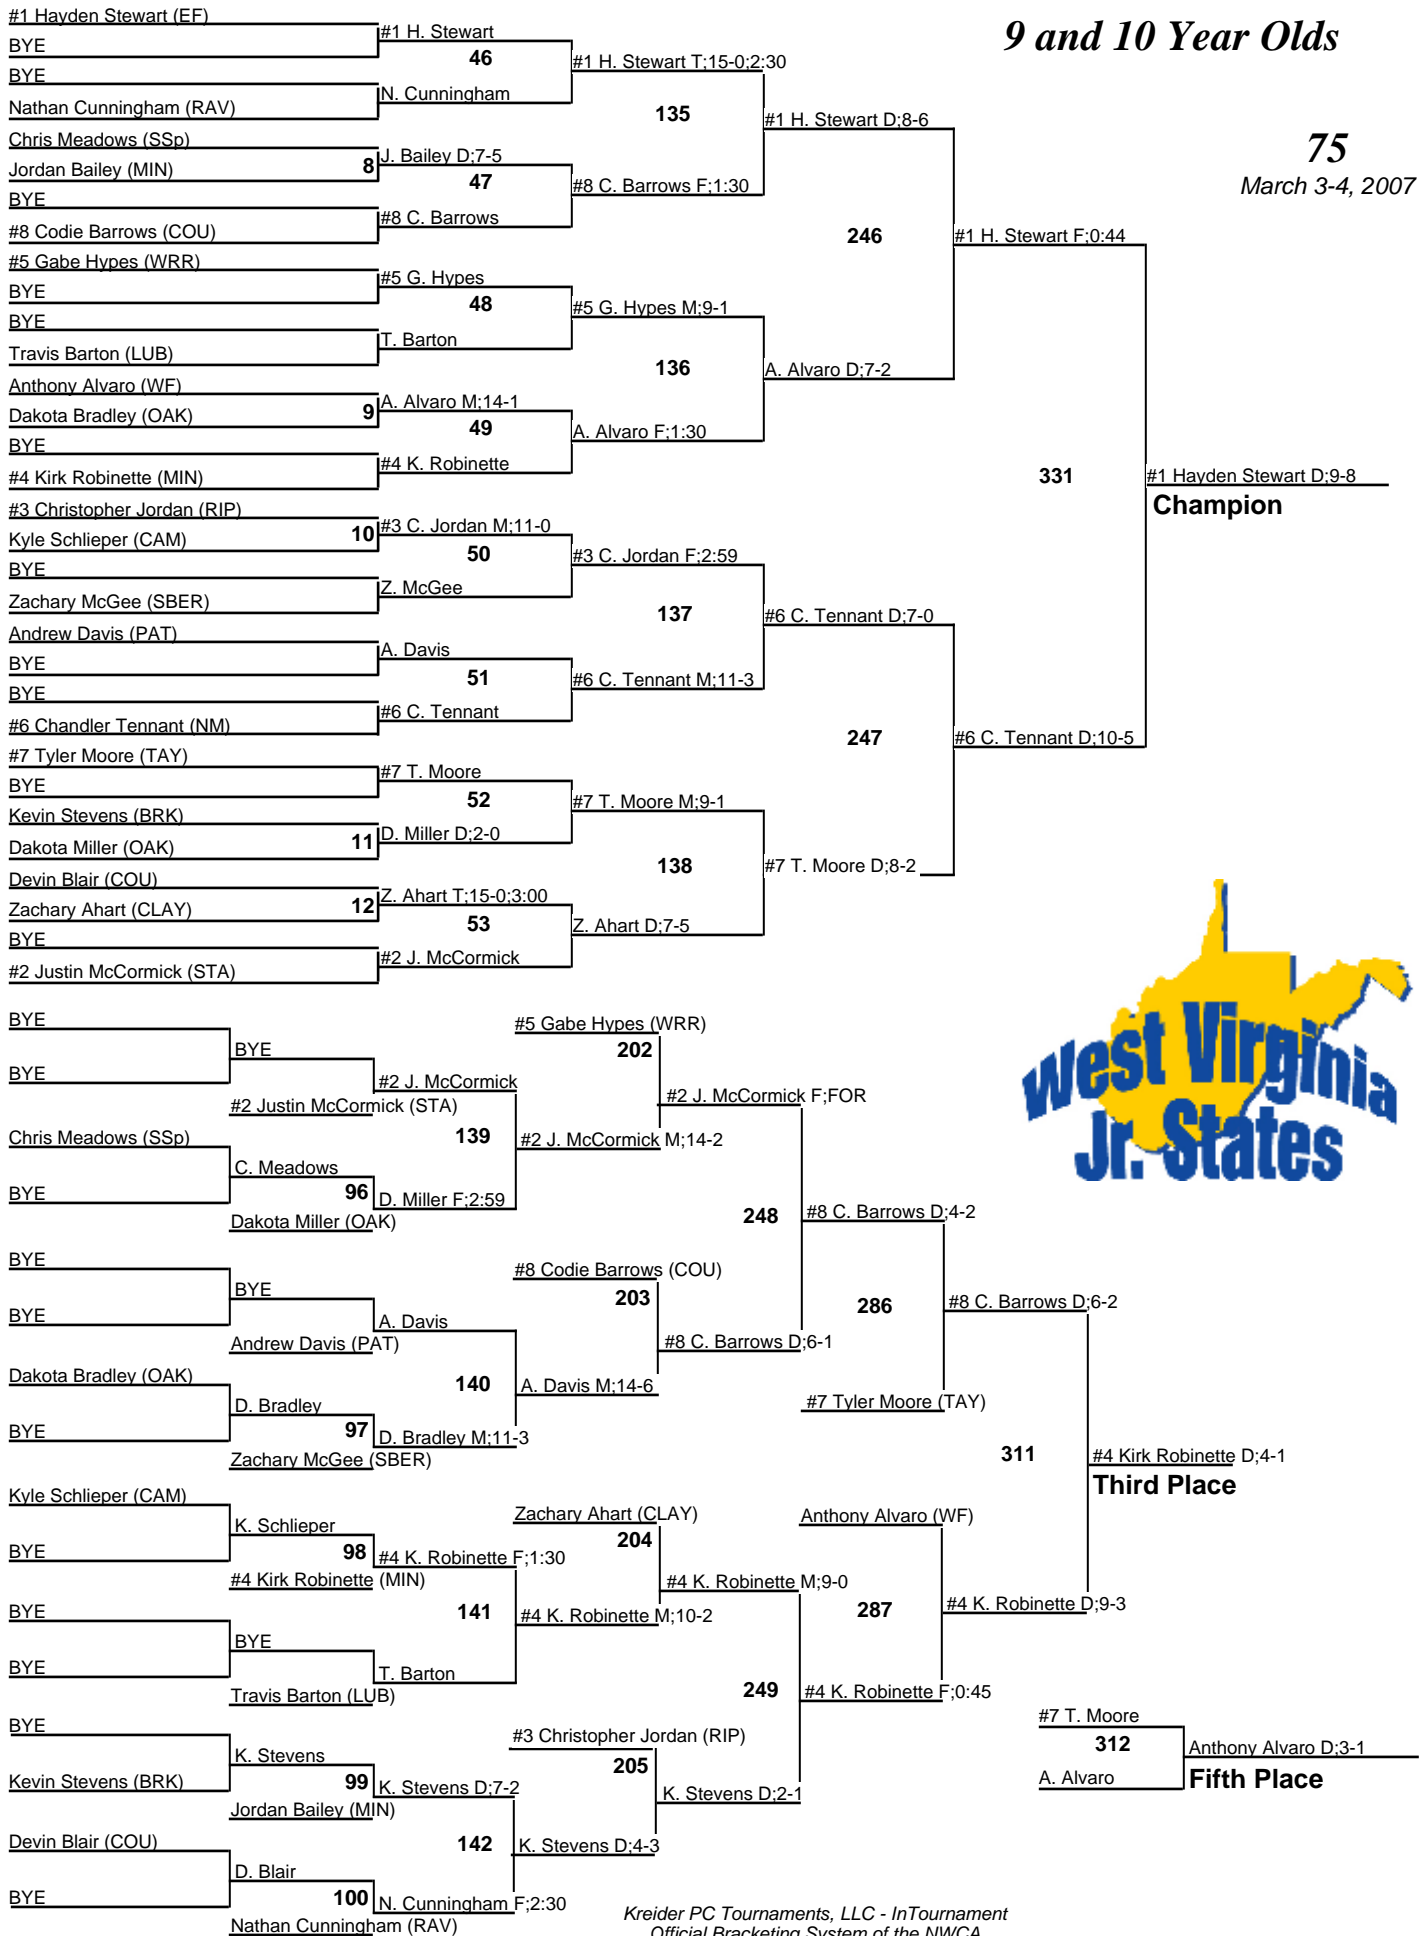 9 and 10 Year Olds
75
March 3-4, 2007
#1 Hayden Stewart (EF)
BYE
#1 H. Stewart
46
BYE
Nathan Cunningham (RAV)
N. Cunningham
#1 H. Stewart T;15-0;2:30
135
Chris Meadows (SSp)
Jordan Bailey (MIN)
8
J. Bailey D;7-5
47
BYE
#8 Codie Barrows (COU)
#8 C. Barrows
#8 C. Barrows F;1:30
#1 H. Stewart D;8-6
246
#5 Gabe Hypes (WRR)
BYE
#5 G. Hypes
48
BYE
Travis Barton (LUB)
T. Barton
#5 G. Hypes M;9-1
136
Anthony Alvaro (WF)
Dakota Bradley (OAK)
9
A. Alvaro M;14-1
49
BYE
#4 Kirk Robinette (MIN)
#4 K. Robinette
A. Alvaro F;1:30
A. Alvaro D;7-2
#1 H. Stewart F;0:44
331
#1 Hayden Stewart D;9-8
Champion
#3 Christopher Jordan (RIP)
Kyle Schlieper (CAM)
10
#3 C. Jordan M;11-0
50
BYE
Zachary McGee (SBER)
Z. McGee
#3 C. Jordan F;2:59
137
Andrew Davis (PAT)
BYE
A. Davis
51
BYE
#6 Chandler Tennant (NM)
#6 C. Tennant
#6 C. Tennant M;11-3
#6 C. Tennant D;7-0
247
#6 C. Tennant D;10-5
#7 Tyler Moore (TAY)
BYE
#7 T. Moore
52
Kevin Stevens (BRK)
Dakota Miller (OAK)
11
D. Miller D;2-0
#7 T. Moore M;9-1
138
#7 T. Moore D;8-2
Devin Blair (COU)
Zachary Ahart (CLAY)
12
Z. Ahart T;15-0;3:00
53
BYE
#2 Justin McCormick (STA)
#2 J. McCormick
Z. Ahart D;7-5
West Virginia
Jr. States
BYE
BYE
BYE
#2 Justin McCormick (STA)
#2 J. McCormick
139
Chris Meadows (SSp)
BYE
C. Meadows
96
Dakota Miller (OAK)
D. Miller F;2:59
#5 Gabe Hypes (WRR)
202
#2 J. McCormick M;14-2
#2 J. McCormick F;FOR
248
BYE
BYE
BYE
Andrew Davis (PAT)
A. Davis
140
Dakota Bradley (OAK)
BYE
D. Bradley
97
Zachary McGee (SBER)
D. Bradley M;11-3
#8 Codie Barrows (COU)
203
A. Davis M;14-6
#8 C. Barrows D;6-1
#8 C. Barrows D;4-2
286
#7 Tyler Moore (TAY)
#8 C. Barrows D;6-2
311
#4 Kirk Robinette D;4-1
Third Place
Kyle Schlieper (CAM)
BYE
K. Schlieper
98
#4 Kirk Robinette (MIN)
#4 K. Robinette F;1:30
141
BYE
BYE
BYE
Travis Barton (LUB)
T. Barton
Zachary Ahart (CLAY)
204
#4 K. Robinette M;10-2
#4 K. Robinette M;9-0
249
Anthony Alvaro (WF)
287
#4 K. Robinette F;0:45
#4 K. Robinette D;9-3
BYE
Kevin Stevens (BRK)
K. Stevens
99
Jordan Bailey (MIN)
K. Stevens D;7-2
142
Devin Blair (COU)
BYE
D. Blair
100
Nathan Cunningham (RAV)
N. Cunningham F;2:30
#3 Christopher Jordan (RIP)
205
K. Stevens D;4-3
K. Stevens D;2-1
#7 T. Moore
312
A. Alvaro
Anthony Alvaro D;3-1
Fifth Place
Kreider PC Tournaments, LLC - InTournament
Official Bracketing System of the NWCA